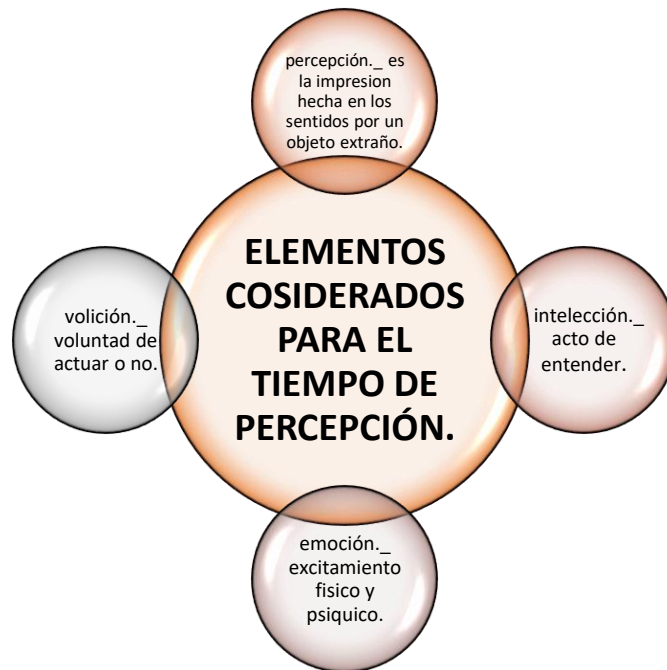 percepción._ es
la impresion
hecha en los
sentidos por un
objeto extraño.
ELEMENTOS
COSIDERADOS
PARA EL
TIEMPO DE
PERCEPCIÓN.
volición._
voluntad de
actuar o no.
intelección._
acto de
entender.
emoción._
excitamiento
fisico y
psiquico.